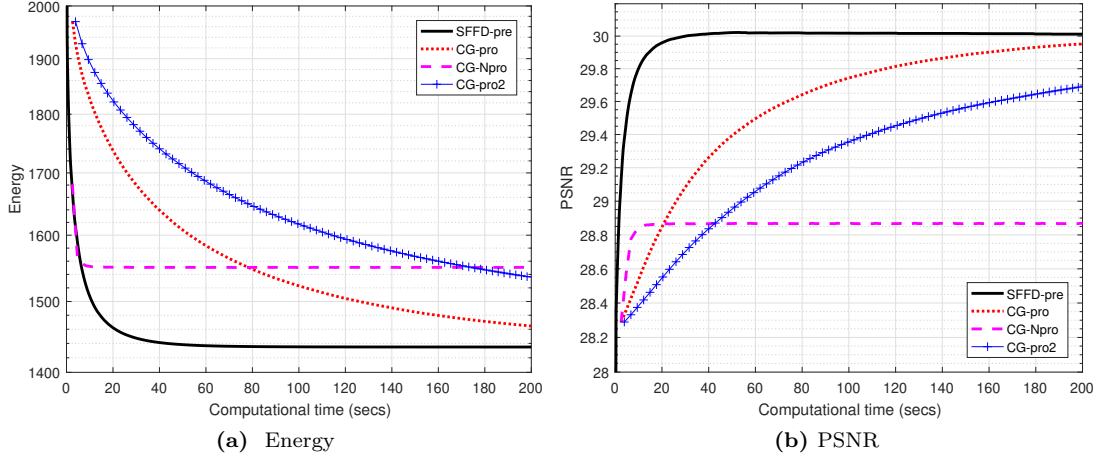 2000
1900
1800
1700
1600
1500
1400
Energy
0 20 40 60 80 100 120 140 160 180 200
Computational time (secs)
SFFD-pre
CG-pro
CG-Npro
CG-pro2
(a) Energy
30
29.8
29.6
29.4
29.2
29
28.8
28.6
28.4
28.2
28
PSNR
0 20 40 60 80 100 120 140 160 180 200
Computational time (secs)
SFFD-pre
CG-pro
CG-Npro
CG-pro2
(b) PSNR